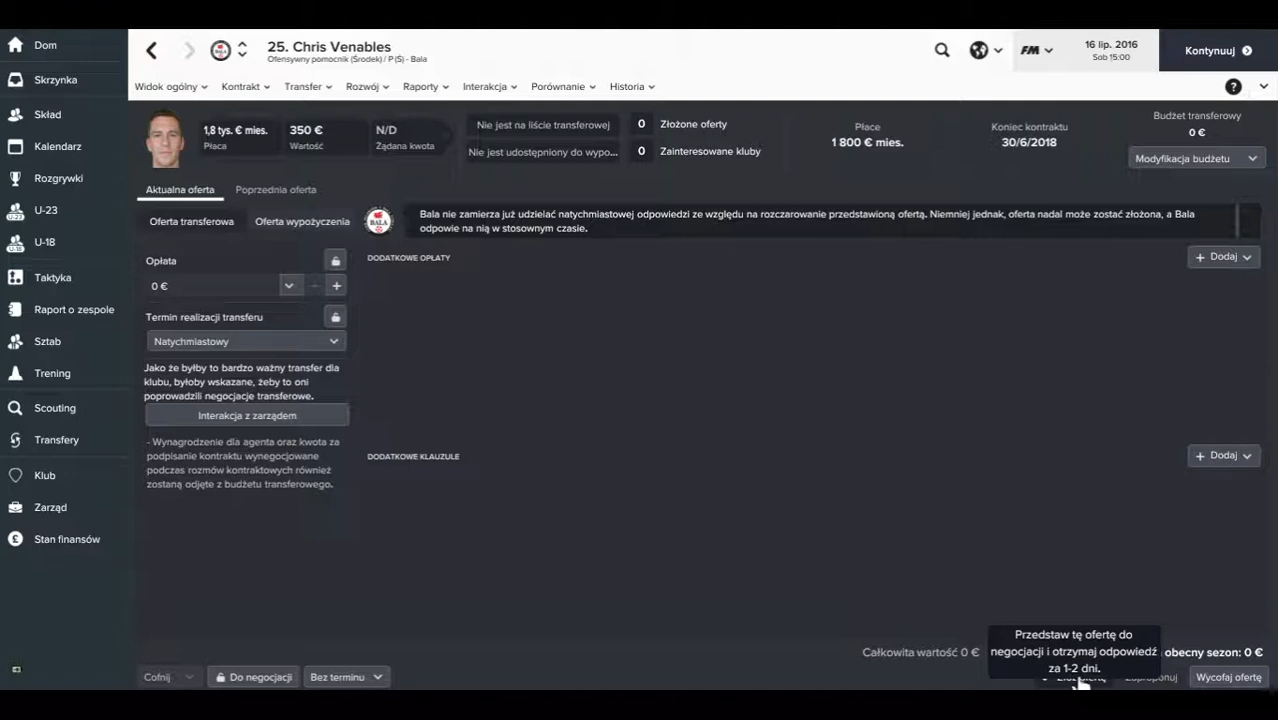 Dom
Skrzynka
Skład
Kalendarz
Rozgrywki
U-23
U-18
Taktyka
Raport o zespole
Sztab
Trening
Scouting
Transfery
Klub
Zarząd
Stan finansów
25. Chris Venables
Ofensywny pomocnik (Środek) / P (Ś) - Bala
FM
16 lip. 2016
Sob 15:00
Kontynuuj
Widok ogólny
Kontrakt
Transfer
Rozwój
Raporty
Interakcja
Porównanie
Historia
?
1,8 tys. € mies.
Płaca
350 €
Wartość
N/D
Żądana kwota
Nie jest na liście transferowej
Nie jest udostępniony do wypo...
0 Złożone oferty
0 Zainteresowane kluby
Płace
1 800 € mies.
Koniec kontraktu
30/6/2018
Budżet transferowy
0 €
Modyfikacja budżetu
Aktualna oferta
Poprzednia oferta
Oferta transferowa
Oferta wypożyczenia
BALA
Bala nie zamierza już udzielać natychmiastowej odpowiedzi ze względu na rozczarowanie przedstawioną ofertą. Niemniej jednak, oferta nadal może zostać złożona, a Bala
odpowie na nią w stosownym czasie.
Opłata
0 €
Termin realizacji transferu
Natychmiastowy
Jako że byłby to bardzo ważny transfer dla
klubu, byłoby wskazane, żeby to oni
poprowadzili negocjacje transferowe.
Interakcja z zarządem
- Wynagrodzenie dla agenta oraz kwota za
podpisanie kontraktu wynegocjowane
podczas rozmów kontraktowych również
zostaną odjęte z budżetu transferowego.
DODATKOWE OPŁATY
+ Dodaj
DODATKOWE KLAUZULE
+ Dodaj
Całkowita wartość 0 €
Przedstaw tę ofertę do
negocjacji i otrzymaj odpowiedź
za 1-2 dni.
obecny sezon: 0 €
Cofnij
Do negocjacji
Bez terminu
Złóż ofertę
Zaproponuj
Wycofaj ofertę